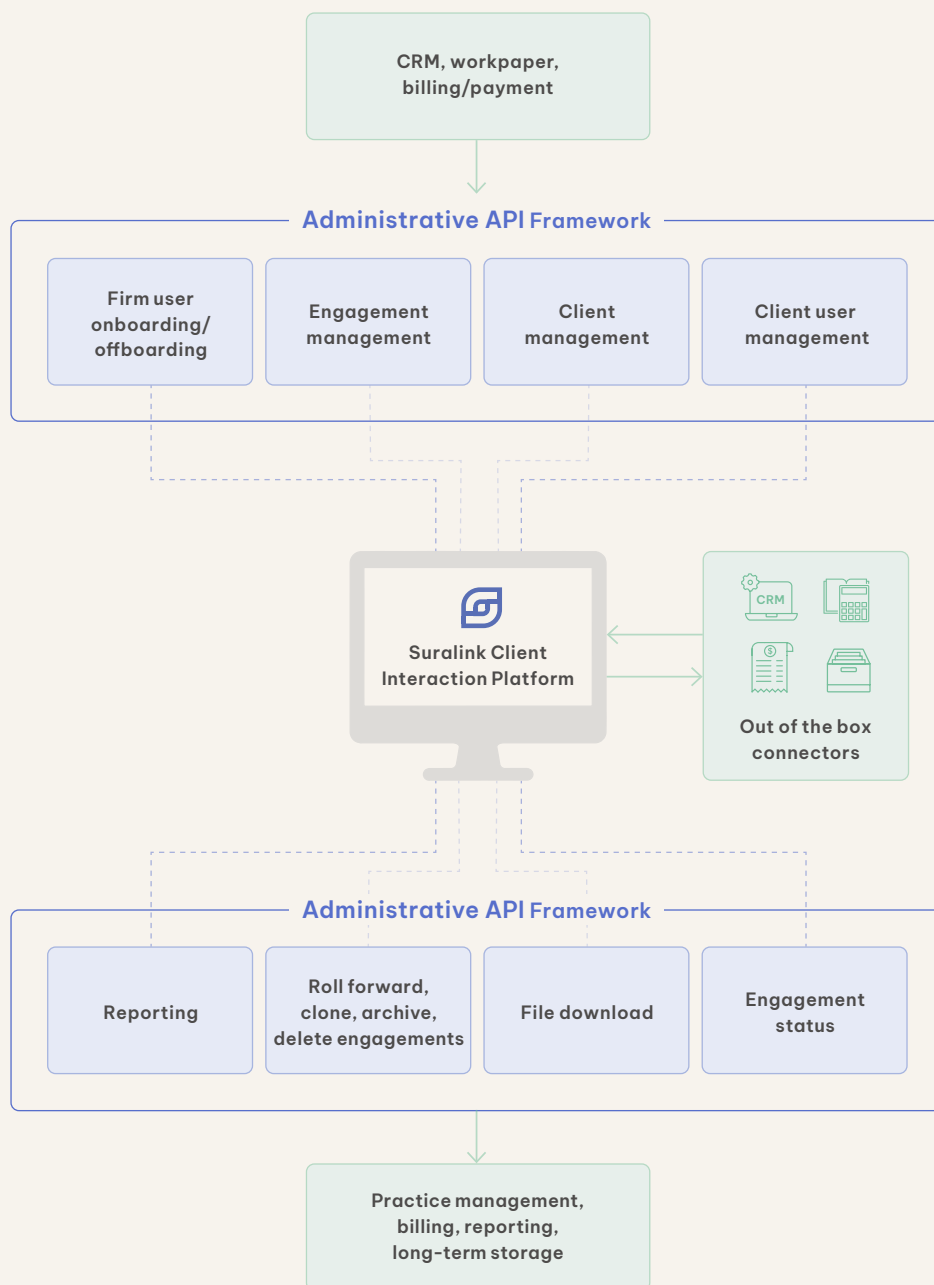 CRM, workpaper,
billing/payment
Administrative API Framework
Firm user
onboarding/
offboarding
Engagement
management
Client
management
Client user
management
Suralink Client
Interaction Platform
CRM
$
Out of the box
connectors
Administrative API Framework
Reporting
Roll forward,
clone, archive,
delete engagements
File download
Engagement
status
Practice management,
billing, reporting,
long-term storage